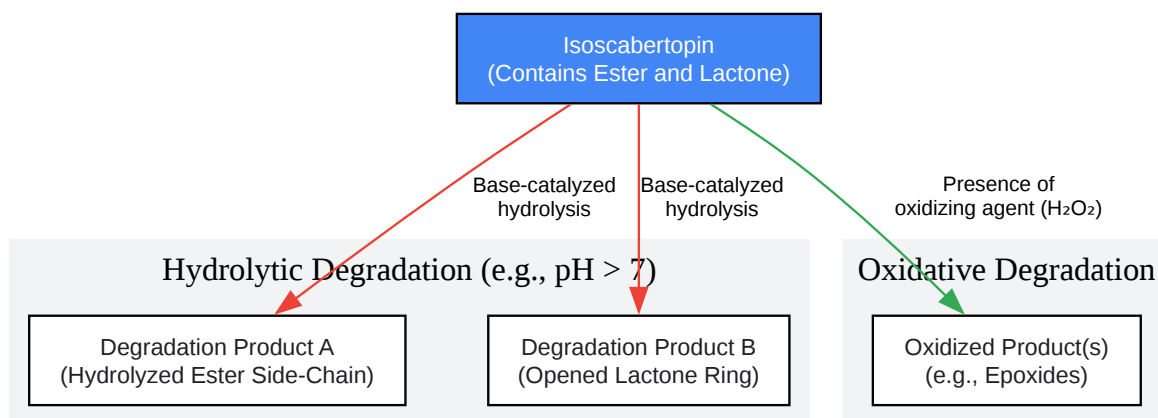 Isoscabertopin
(Contains Ester and Lactone)
Base-catalyzed
hydrolysis
Base-catalyzed
hydrolysis
Presence of
oxidizing agent (H₂O₂)
Hydrolytic Degradation (e.g., pH > 7)
Oxidative Degradation
Degradation Product A
(Hydrolyzed Ester Side-Chain)
Degradation Product B
(Opened Lactone Ring)
Oxidized Product(s)
(e.g., Epoxides)